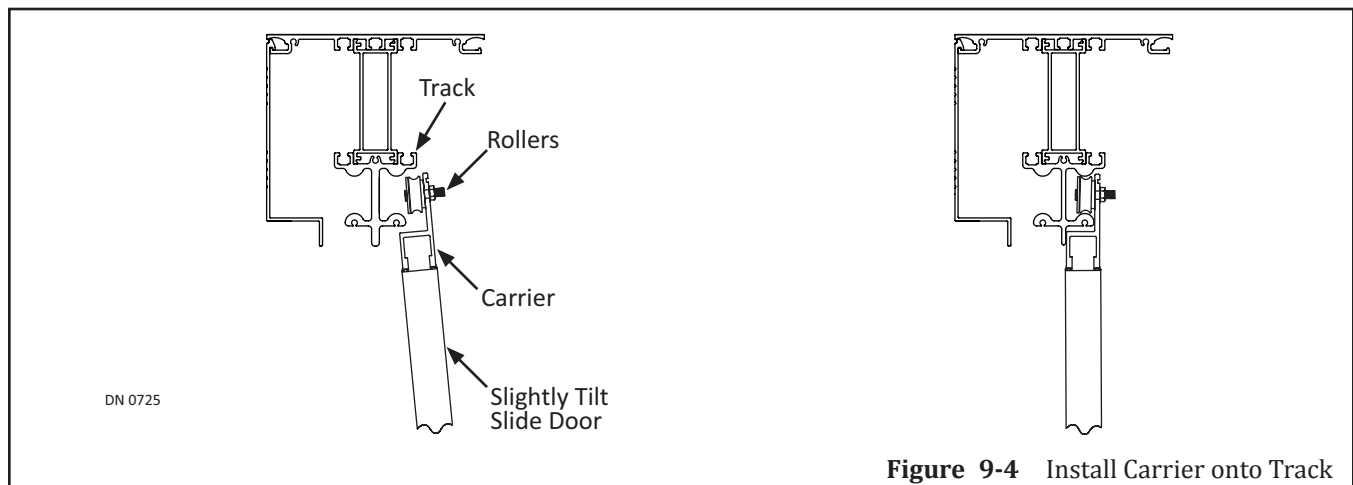 Track
Rollers
Carrier
Slightly Tilt
Slide Door
DN 0725
Figure 9-4 Install Carrier onto Track